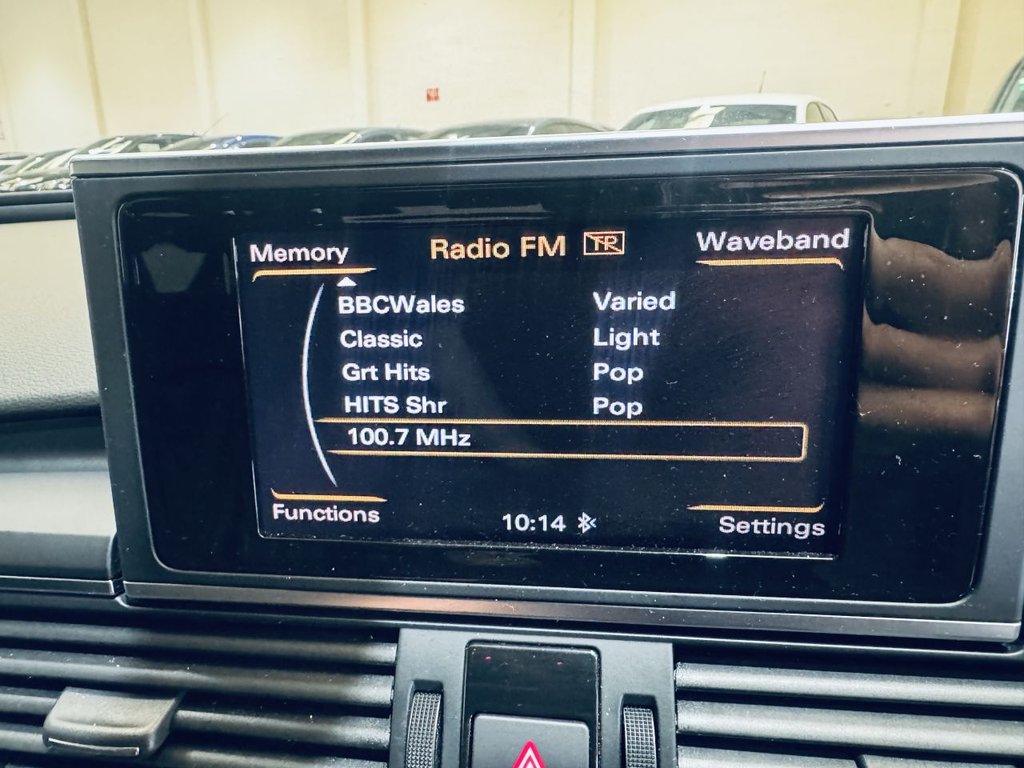 Memory Radio FM TP Waveband
BBCWales Varied
Classic Light
Grt Hits Pop
HITS Shr Pop
100.7 MHz
Functions 10:14 Settings